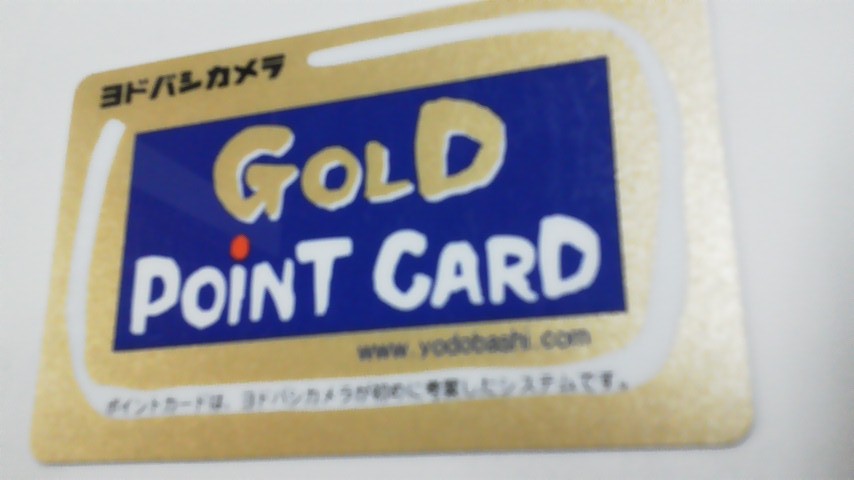 ヨドバシカメラ
GOLD
POINT CARD
www.yodobashi.com
ポイントカードは、ヨドバシカメラが初めに考案したシステムです。